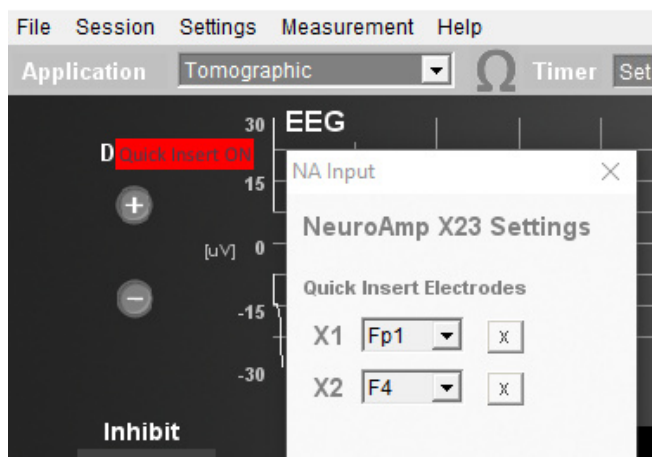 File Session Settings Measurement Help
Application Tomographic Ω Timer Set
30 EEG
D Quick Insert ON
15
NA Input
+
NeuroAmp X23 Settings
[uV] 0
Quick Insert Electrodes
-15
X1 Fp1 x
-30
X2 F4 x
Inhibit